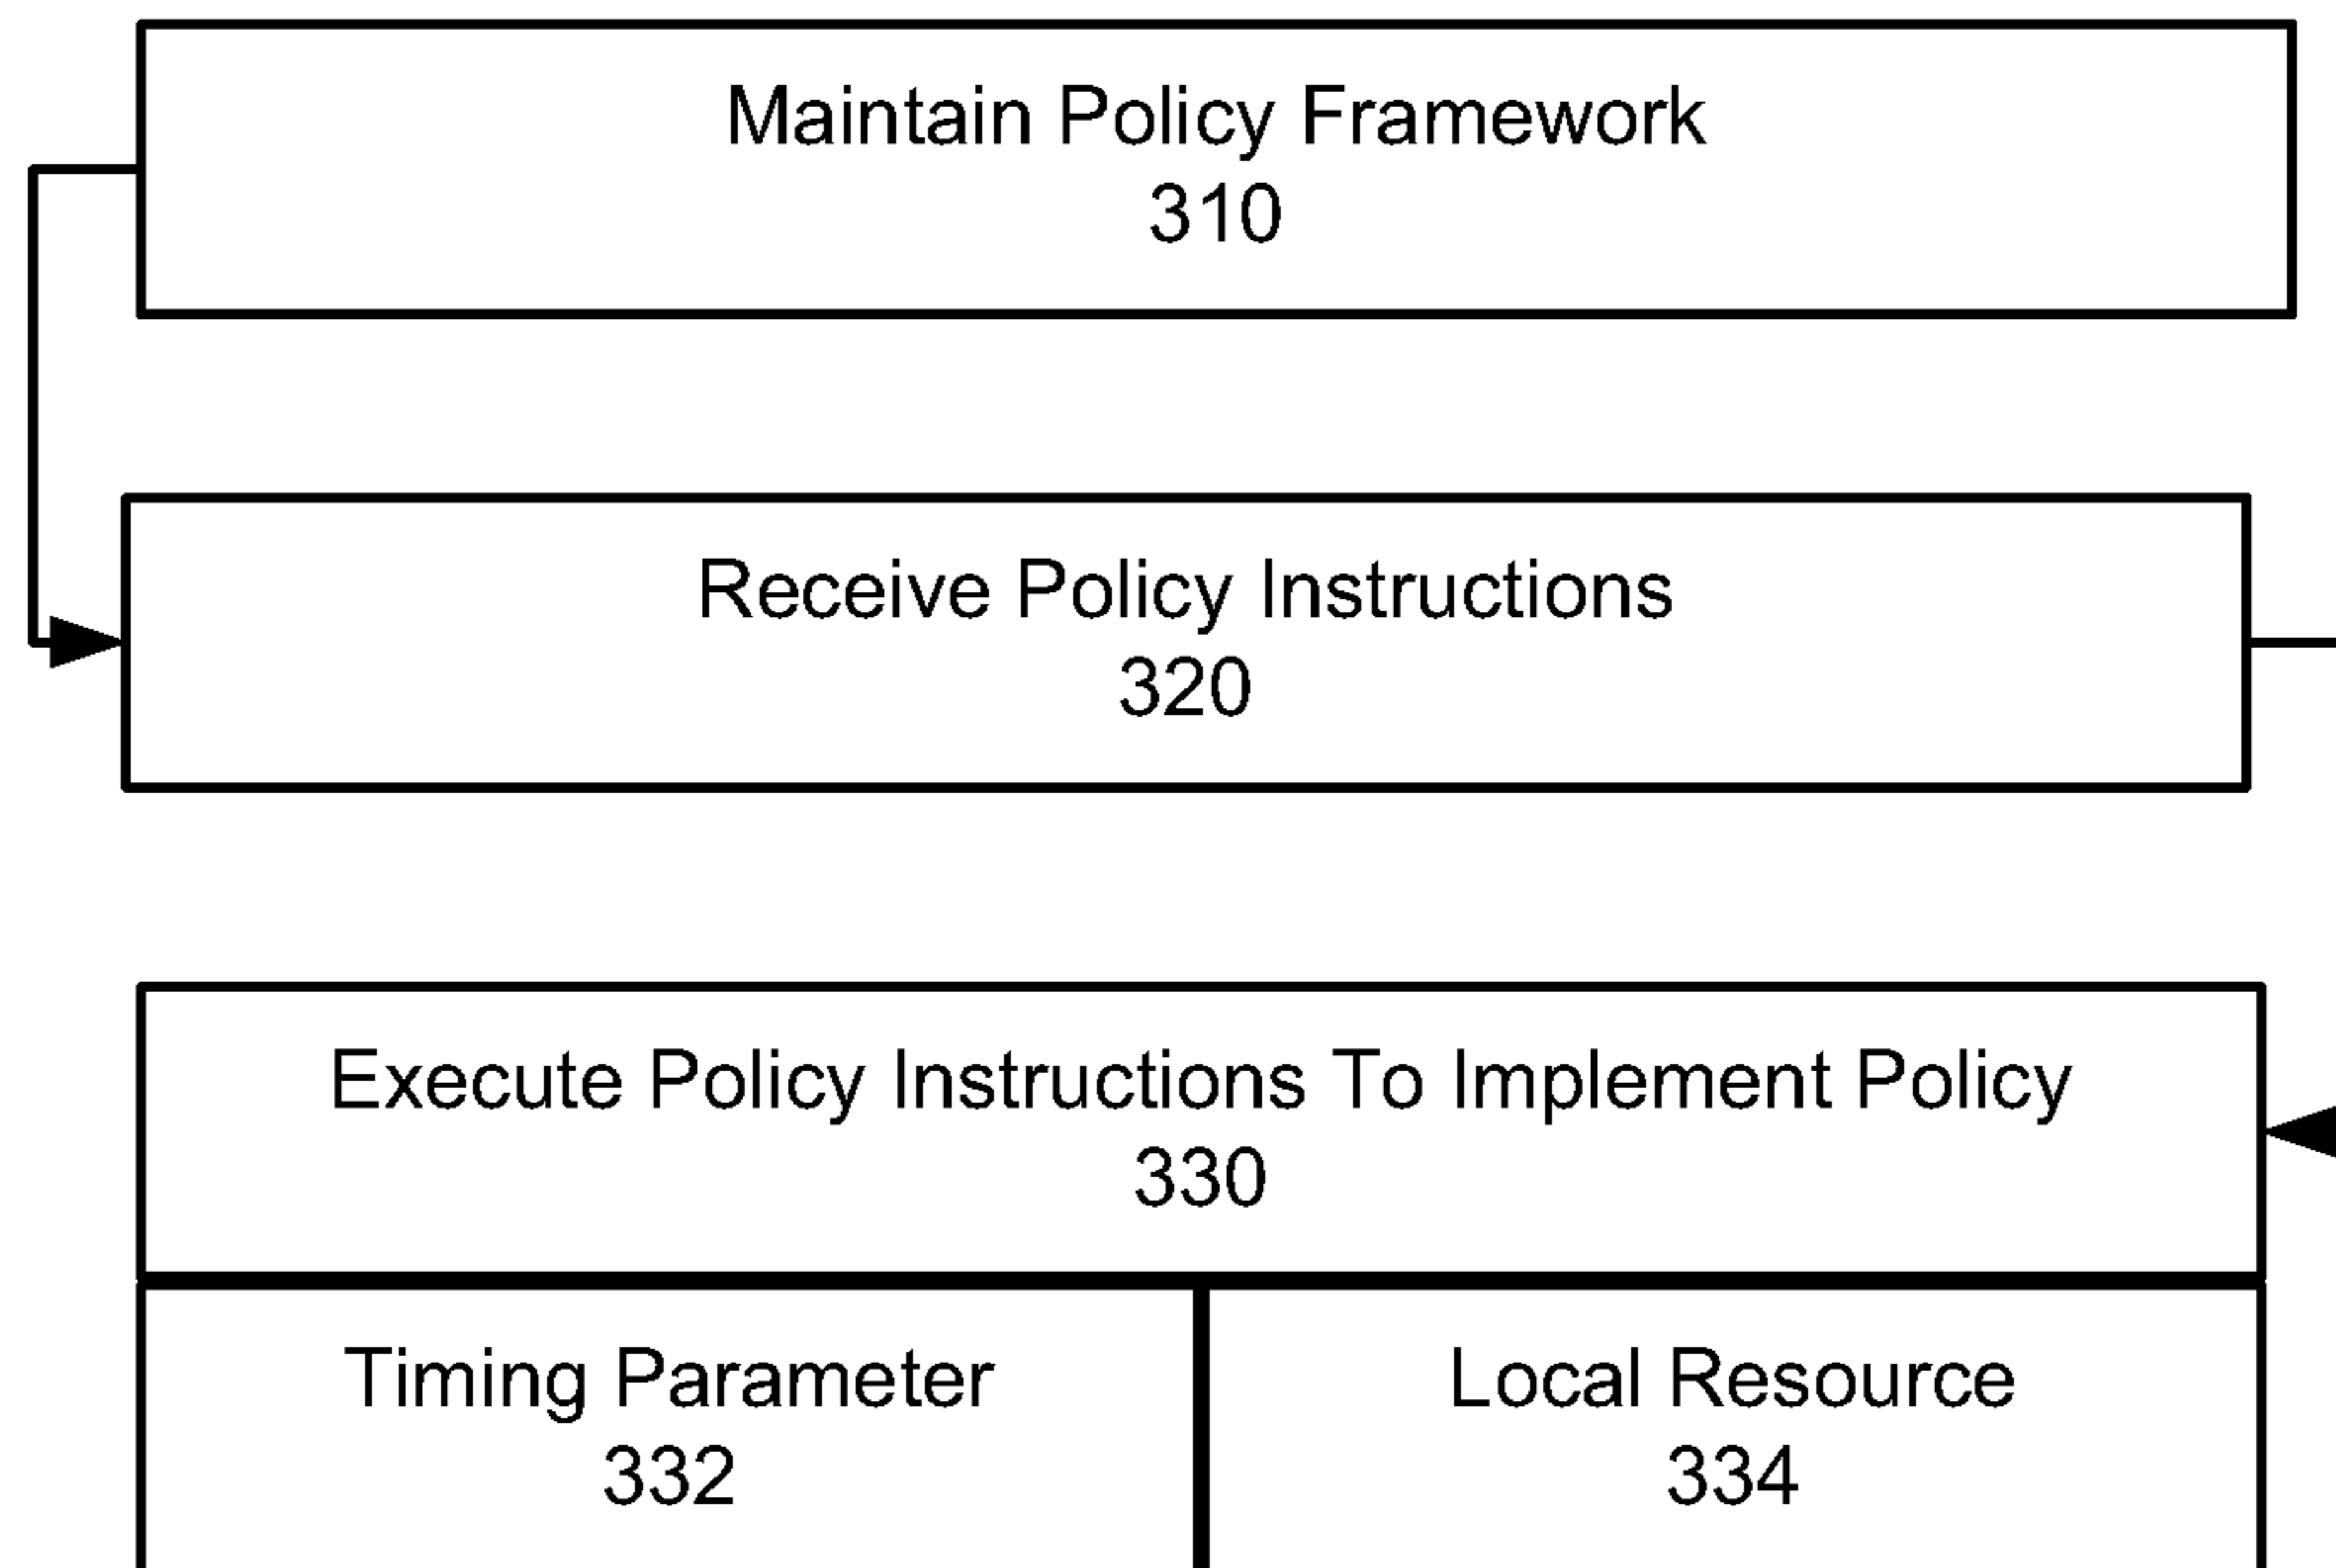 Maintain Policy Framework
310
Receive Policy Instructions
320
Execute Policy Instructions To Implement Policy
330
Timing Parameter
332
Local Resource
334